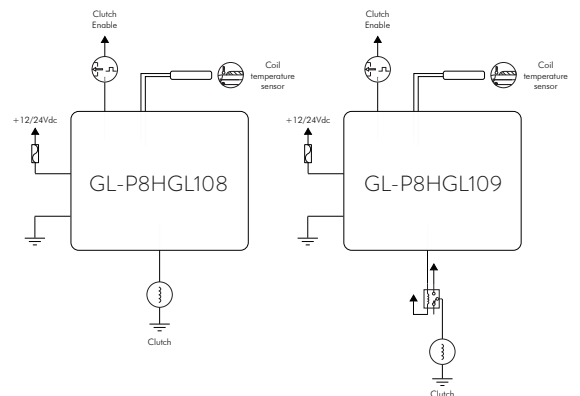 Clutch
Enable
Coil
temperature
sensor
+12/24Vdc
GL-P8HGL108
Clutch
Clutch
Enable
Coil
temperature
sensor
+12/24Vdc
GL-P8HGL109
Clutch